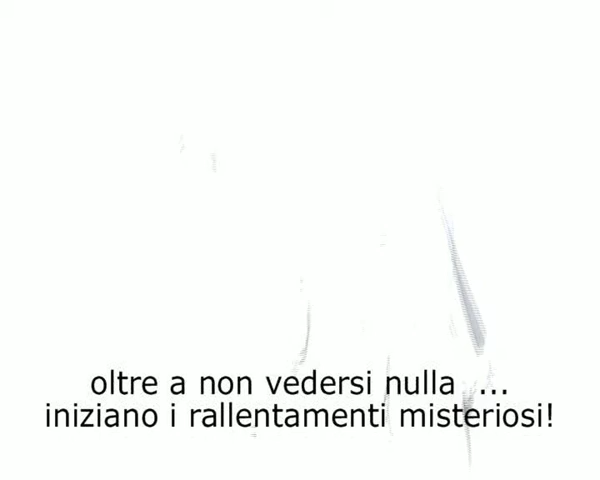 oltre a non vedersi nulla ...
iniziano i rallentamenti misteriosi!